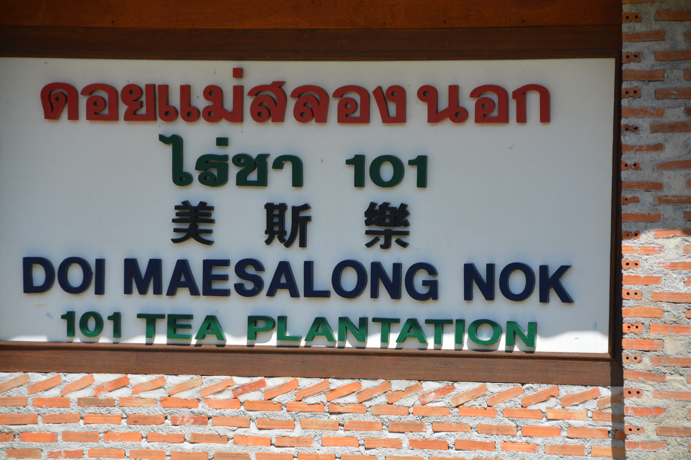 ดอยแม่สลองนอก
ไร่ชา 101
美斯樂
DOI MAESALONG NOK
101 TEA PLANTATION